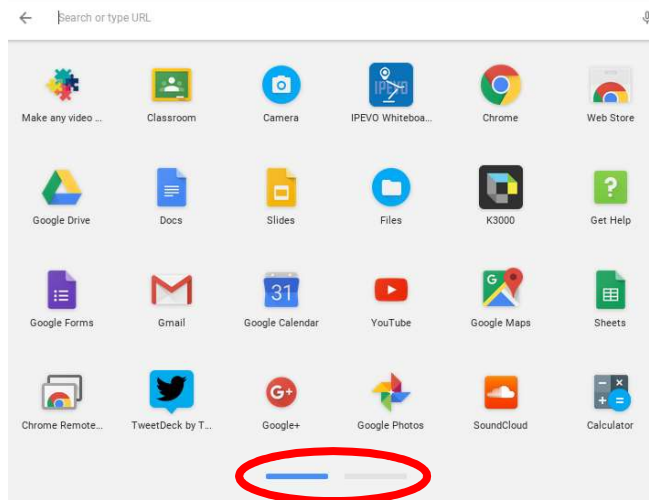 Search or type URL
Make any video ... Classroom Camera IPEVO Whiteboa... Chrome Web Store
Google Drive Docs Slides Files K3000 Get Help
Google Forms Gmail Google Calendar YouTube Google Maps Sheets
Chrome Remote... TweetDeck by T... Google+ Google Photos SoundCloud Calculator
IPEVO
?
31
G
G+